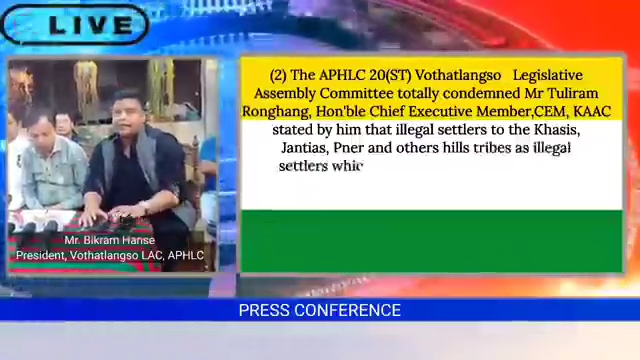 LIVE
(2) The APHLC 20(ST) Vothatlangso Legislative
Assembly Committee totally condemned Mr Tuliram
Ronghang, Hon'ble Chief Executive Member,CEM, KAAC
stated by him that illegal settlers to the Khasis,
Jantias, Pner and others hills tribes as illegal
settlers whic
Mr. Bikram Hanse
President, Vothatlangso LAC, APHLC
PRESS CONFERENCE